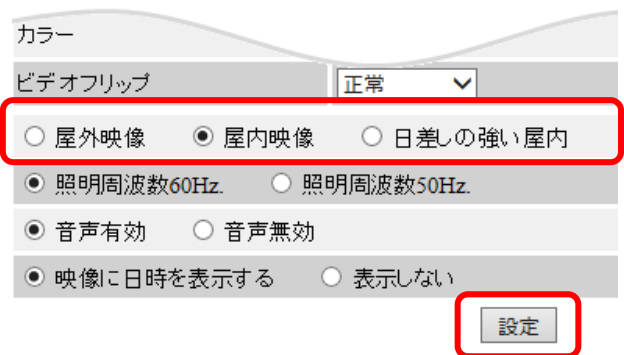 カラー
ビデオフリップ 正常
屋外映像 屋内映像 日差しの強い屋内
照明周波数60Hz. 照明周波数50Hz.
音声有効 音声無効
映像に日時を表示する 表示しない
設定